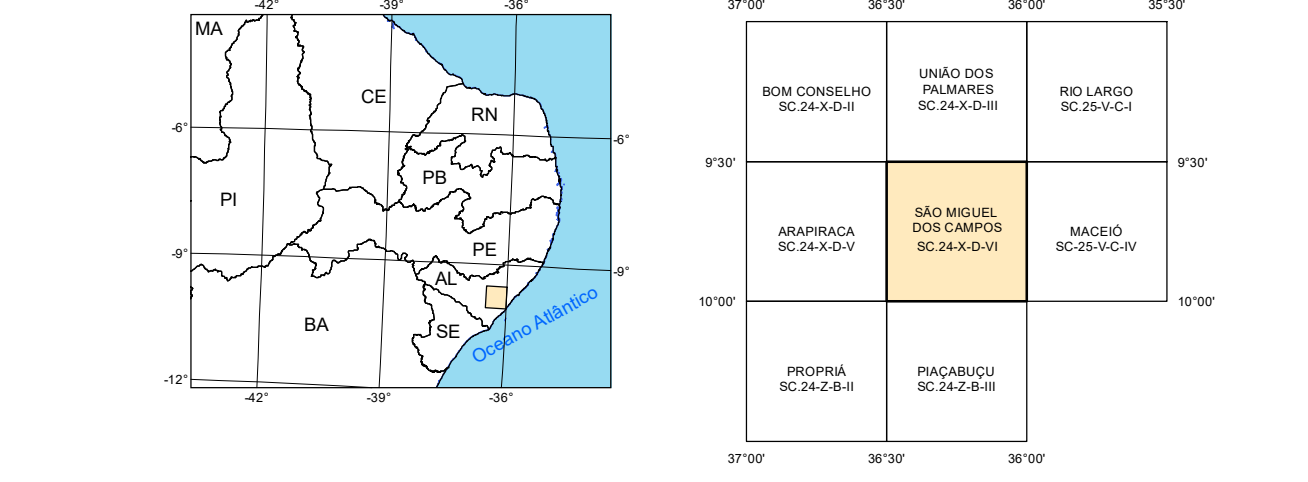 -42°
-39°
-36°
MA
CE
RN
-6°
-6°
PB
PI
PE
-9°
-9°
AL
BA
SE
Oceano Atlântico
-12°
-42°
-39°
-36°
37°00'
36°30'
36°00'
35°30'
BOM CONSELHO
SC.24-X-D-II
UNIÃO DOS
PALMARES
SC.24-X-D-III
RIO LARGO
SC.25-V-C-I
9°30'
9°30'
ARAPIRACA
SC.24-X-D-V
SÃO MIGUEL
DOS CAMPOS
SC.24-X-D-VI
MACEIÓ
SC-25-V-C-IV
10°00'
10°00'
PROPRIÁ
SC.24-Z-B-II
PIAÇABUÇU
SC.24-Z-B-III
37°00'
36°30'
36°00'